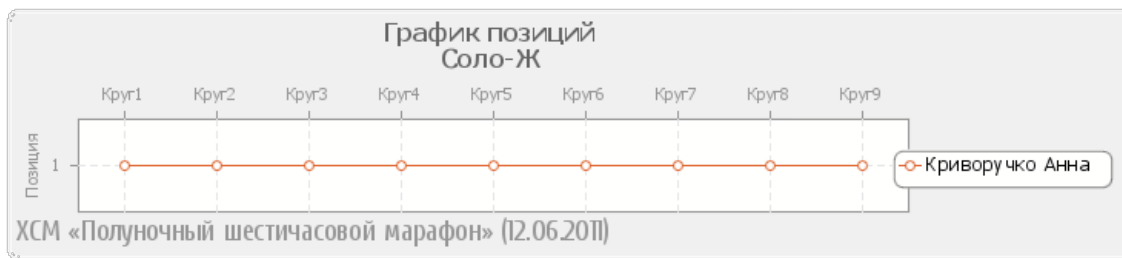 График позиций
Соло-Ж
Круг1 Круг2 Круг3 Круг4 Круг5 Круг6 Круг7 Круг8 Круг9
Позиция
1
Криворучко Анна
ХСМ «Полуночный шестичасовой марафон» (12.06.2011)